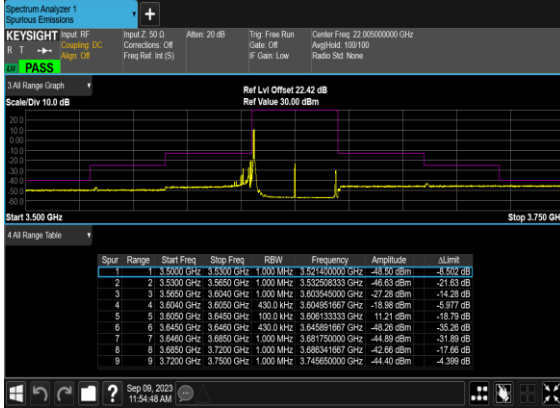 Spectrum Analyzer 1
Spurious Emissions
+
KEYSIGHT Input: RF Input Z: 50 Ω Atten: 20 dB Trig: Free Run Center Freq: 22.005000000 GHz
R T Coupling: DC Corrections: Off Gate: Off Avg|Hold: 100/100
Align: Off Freq Ref: Int (S) IF Gain: Low Radio Std: None
PASS
3 All Range Graph
Ref Lvl Offset 22.42 dB
Scale/Div 10.0 dB Ref Value 30.00 dBm
20.0
10.0
0.00
-10.0
-20.0
-30.0
-40.0
-50.0
-60.0
Start 3.500 GHz Stop 3.750 GH
4 All Range Table
Spur Range Start Freq Stop Freq RBW Frequency Amplitude ΔLimit
1 1 3.5000 GHz 3.5300 GHz 1.000 MHz 3.521400000 GHz -48.50 dBm -8.502 dB
2 2 3.5300 GHz 3.5650 GHz 1.000 MHz 3.532508333 GHz -46.63 dBm -21.63 dB
3 3 3.5650 GHz 3.6040 GHz 1.000 MHz 3.603545000 GHz -27.28 dBm -14.28 dB
4 4 3.6040 GHz 3.6050 GHz 430.0 kHz 3.604951667 GHz -18.98 dBm -5.977 dB
5 5 3.6050 GHz 3.6450 GHz 100.0 kHz 3.606133333 GHz 11.21 dBm -18.79 dB
6 6 3.6450 GHz 3.6460 GHz 430.0 kHz 3.645891667 GHz -48.26 dBm -35.26 dB
7 7 3.6460 GHz 3.6850 GHz 1.000 MHz 3.681750000 GHz -44.89 dBm -31.89 dB
8 8 3.6850 GHz 3.7200 GHz 1.000 MHz 3.686341667 GHz -42.66 dBm -17.66 dB
9 9 3.7200 GHz 3.7500 GHz 1.000 MHz 3.745650000 GHz -44.40 dBm -4.399 dB
? Sep 09, 2023
11:54:48 AM